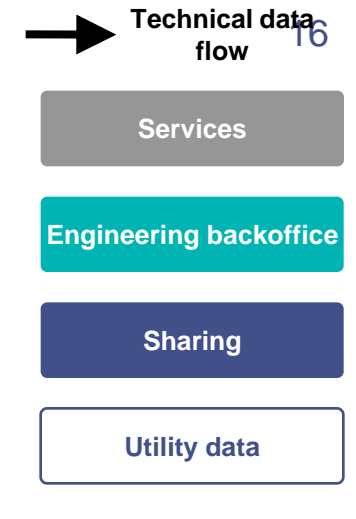 Technical data
16
flow
Services
Engineering backoffice
Sharing
Utility data